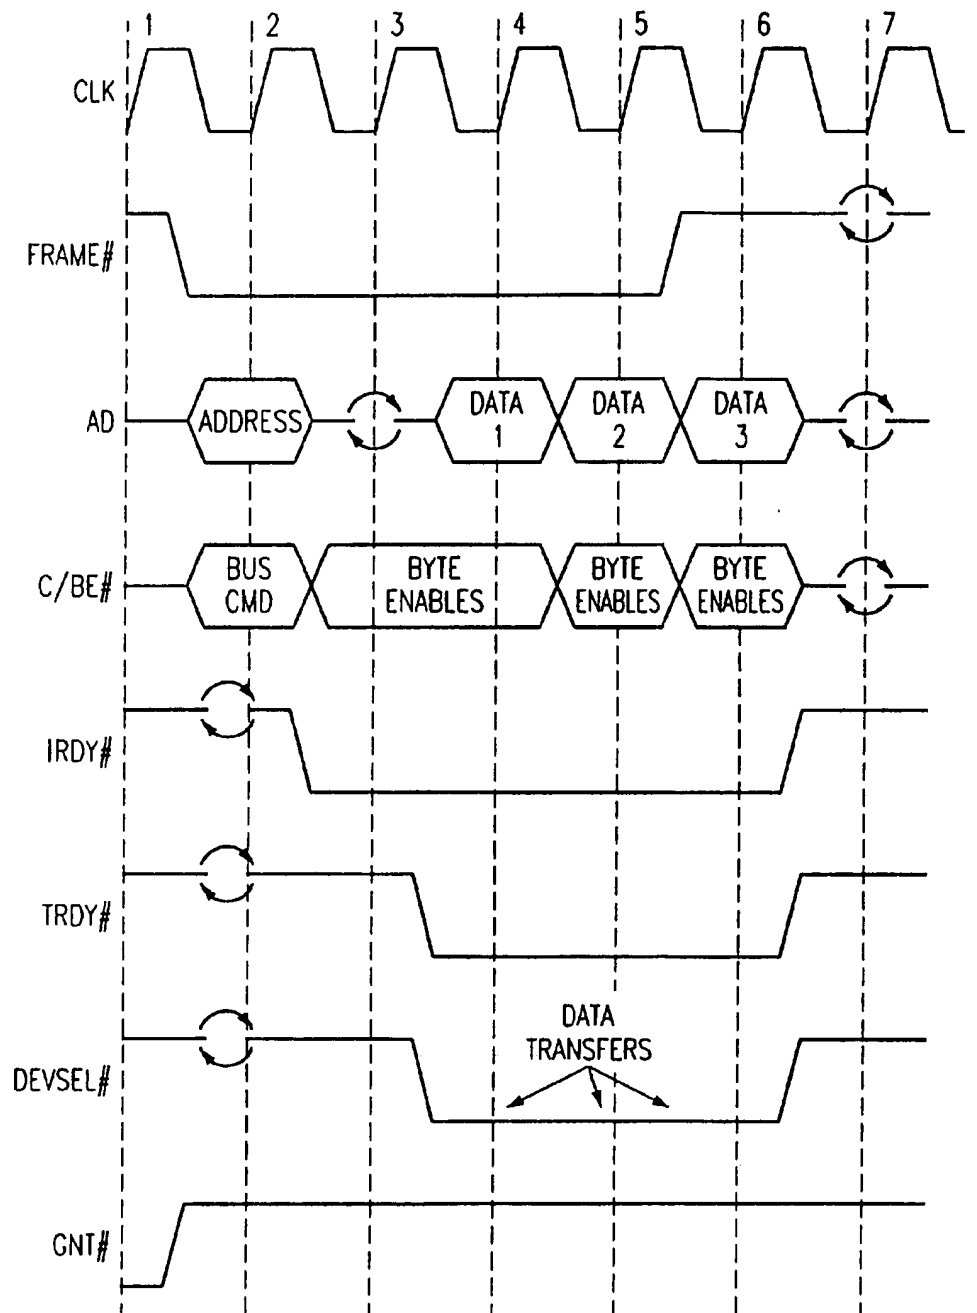 1 2 3 4 5 6 7
CLK
FRAME#
AD
ADDRESS
DATA
1
DATA
2
DATA
3
C/BE#
BUS
CMD
BYTE
ENABLES
BYTE
ENABLES
BYTE
ENABLES
IRDY#
TRDY#
DATA
TRANSFERS
DEVSEL#
GNT#